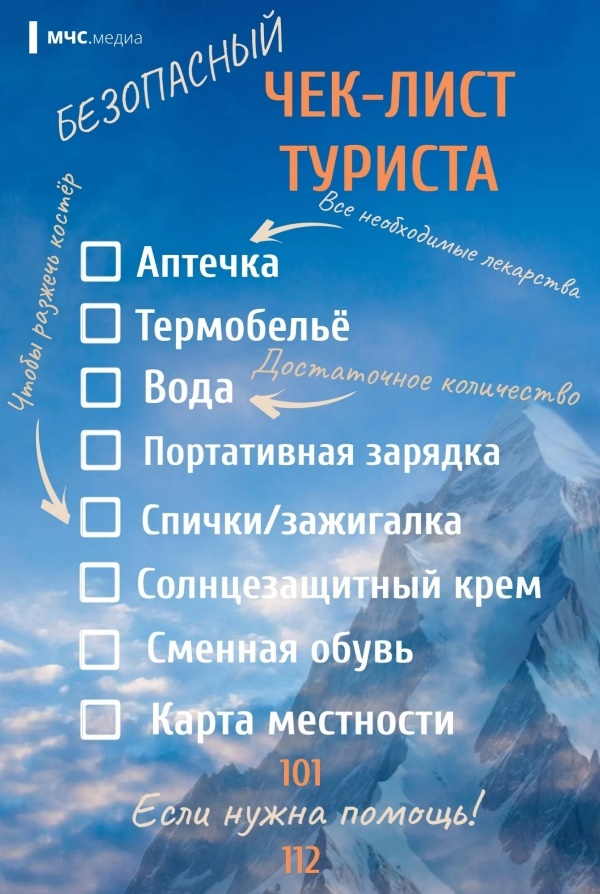 МЧС.медиа
БЕЗОПАСНЫЙ
ЧЕК-ЛИСТ
ТУРИСТА
Все необходимые лекарства
Чтобы разжечь костёр
Аптечка
Термобельё
Достаточное количество
Вода
Портативная зарядка
Спички/зажигалка
Солнцезащитный крем
Сменная обувь
Карта местности
101
Если нужна помощь!
112